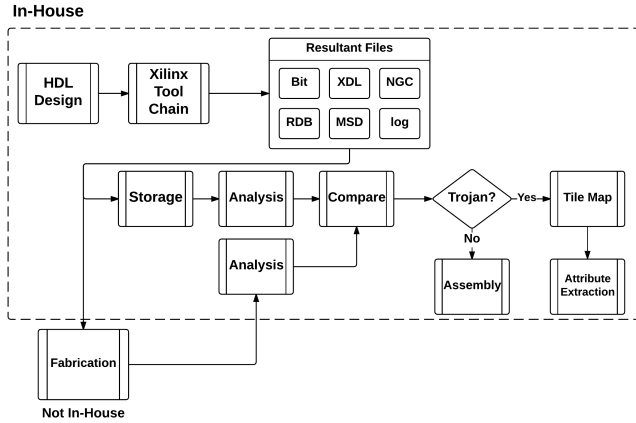 In-House
HDL
Design
Xilinx
Tool
Chain
Resultant Files
Bit
XDL
NGC
RDB
MSD
log
Storage
Analysis
Compare
Trojan?
Yes
Tile Map
Analysis
No
Assembly
Attribute
Extraction
Fabrication
Not In-House